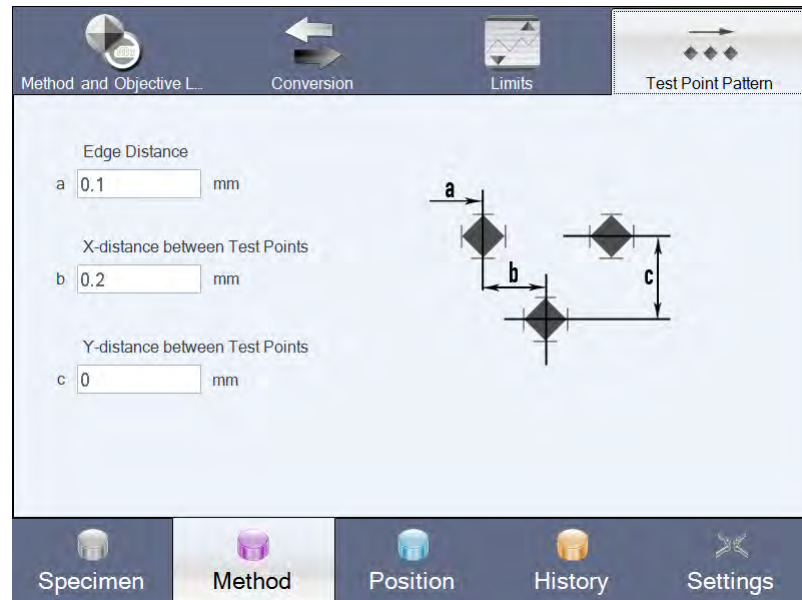 Method and Objective L...
Conversion
Limits
Test Point Pattern
Edge Distance
a 0.1 mm
X-distance between Test Points
b 0.2 mm
Y-distance between Test Points
c 0 mm
a
b
c
Specimen
Method
Position
History
Settings